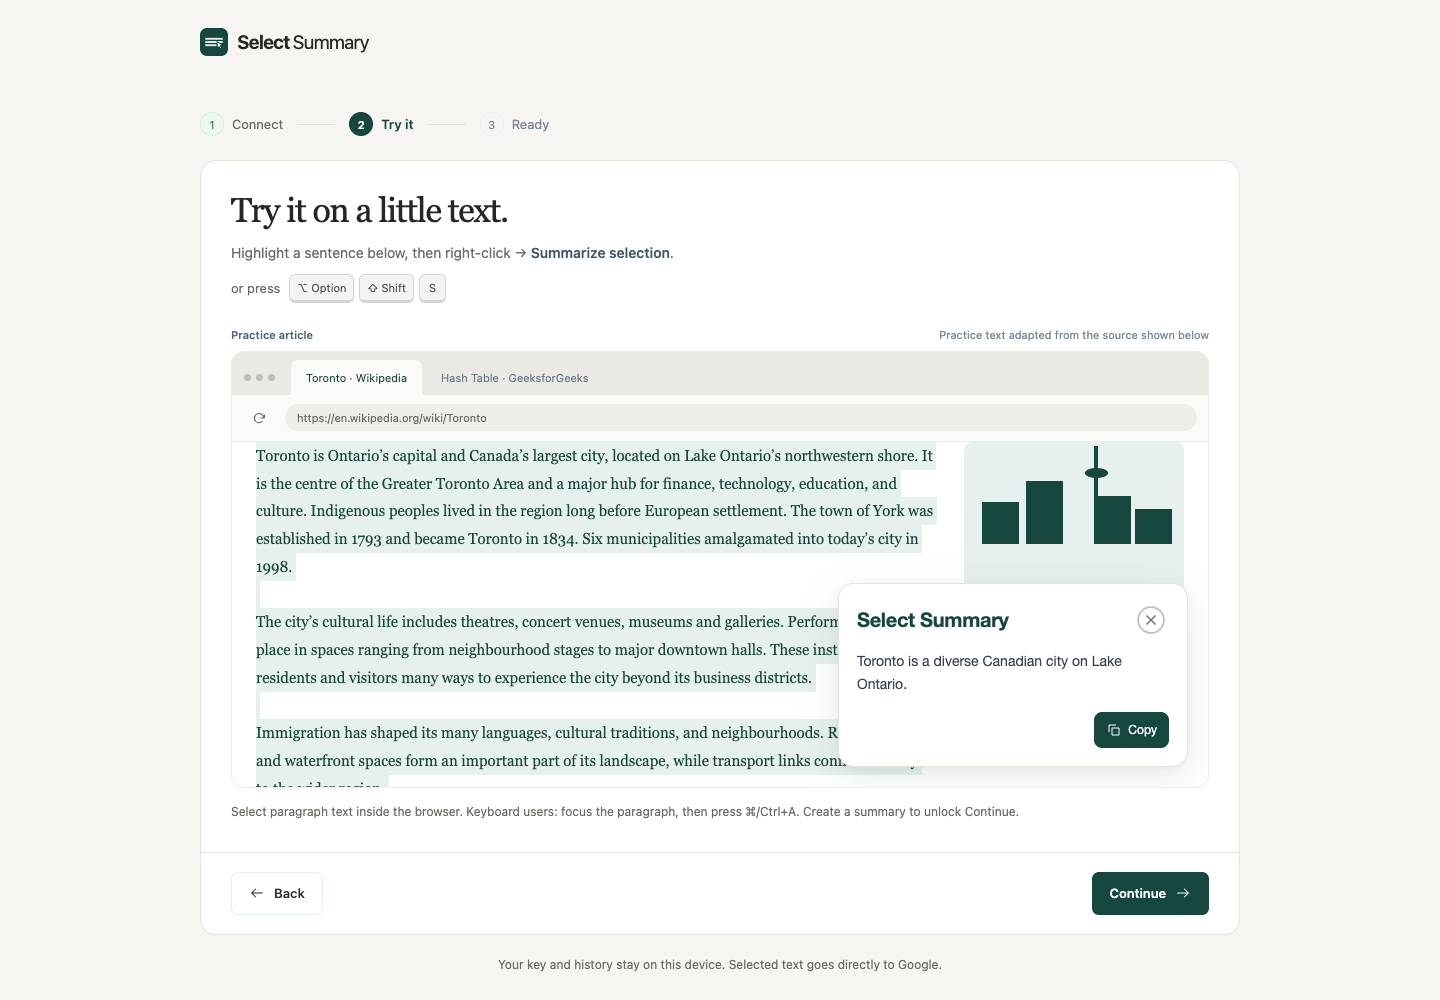 Select Summary
1 Connect
2 Try it
3 Ready
Try it on a little text.
Highlight a sentence below, then right-click → Summarize selection.
or press ⌥ Option ⇧ Shift S
Practice article
Practice text adapted from the source shown below
Toronto · Wikipedia
Hash Table · GeeksforGeeks
https://en.wikipedia.org/wiki/Toronto
Toronto is Ontario’s capital and Canada’s largest city, located on Lake Ontario’s northwestern shore. It
is the centre of the Greater Toronto Area and a major hub for finance, technology, education, and
culture. Indigenous peoples lived in the region long before European settlement. The town of York was
established in 1793 and became Toronto in 1834. Six municipalities amalgamated into today’s city in
1998.
The city’s cultural life includes theatres, concert venues, museums and galleries.
place in spaces ranging from neighbourhood stages to major downtown halls. These
residents and visitors many ways to experience the city beyond its business districts.
Immigration has shaped its many languages, cultural traditions, and neighbourhoods.
and waterfront spaces form an important part of its landscape, while transport links
to the wider region.
Select Summary
Toronto is a diverse Canadian city on Lake
Ontario.
Copy
Select paragraph text inside the browser. Keyboard users: focus the paragraph, then press ⌘/Ctrl+A. Create a summary to unlock Continue.
← Back
Continue →
Your key and history stay on this device. Selected text goes directly to Google.